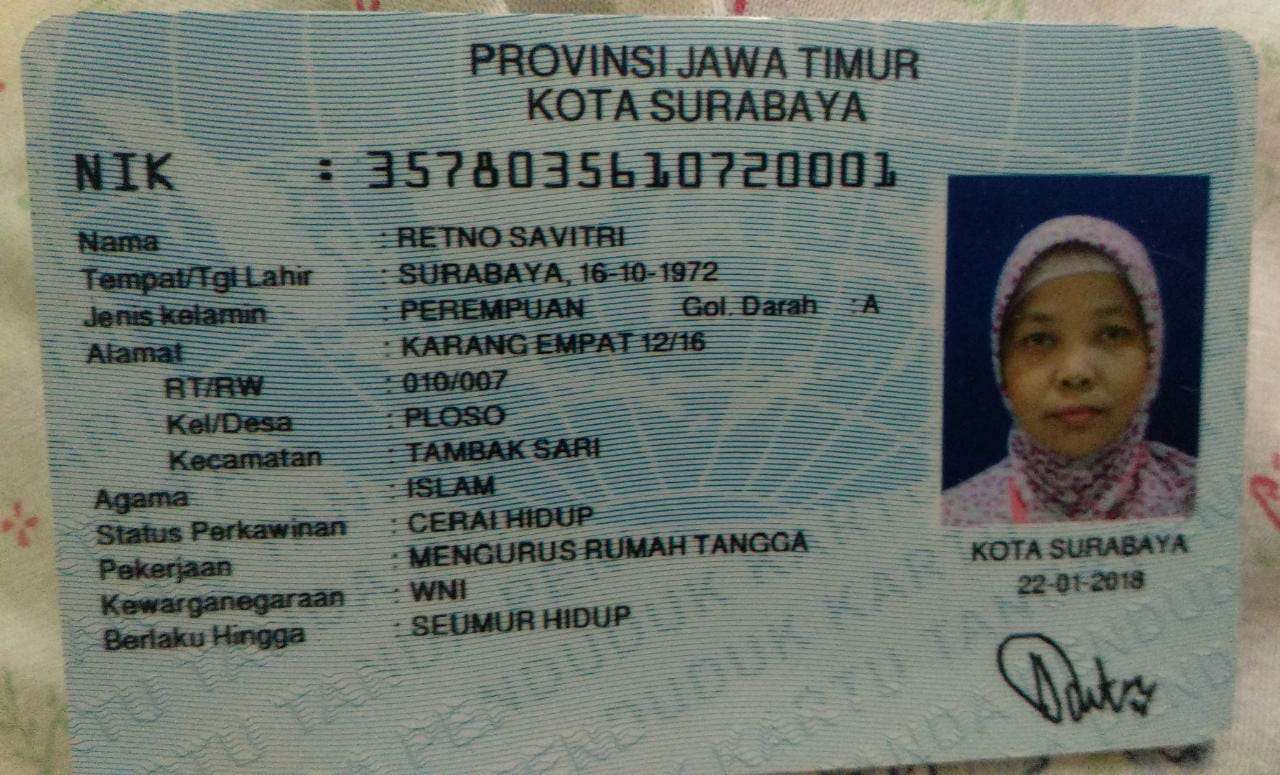 PROVINSI JAWA TIMUR
KOTA SURABAYA
NIK : 3578035610720001
Nama : RETNO SAVITRI
Tempat/Tgl Lahir : SURABAYA, 16-10-1972
Jenis kelamin : PEREMPUAN Gol. Darah : A
Alamat : KARANG EMPAT 12/16
RT/RW : 010/007
Kel/Desa : PLOSO
Kecamatan : TAMBAK SARI
Agama : ISLAM
Status Perkawinan : CERAI HIDUP
Pekerjaan : MENGURUS RUMAH TANGGA
Kewarganegaraan : WNI
Berlaku Hingga : SEUMUR HIDUP
KOTA SURABAYA
22-01-2018